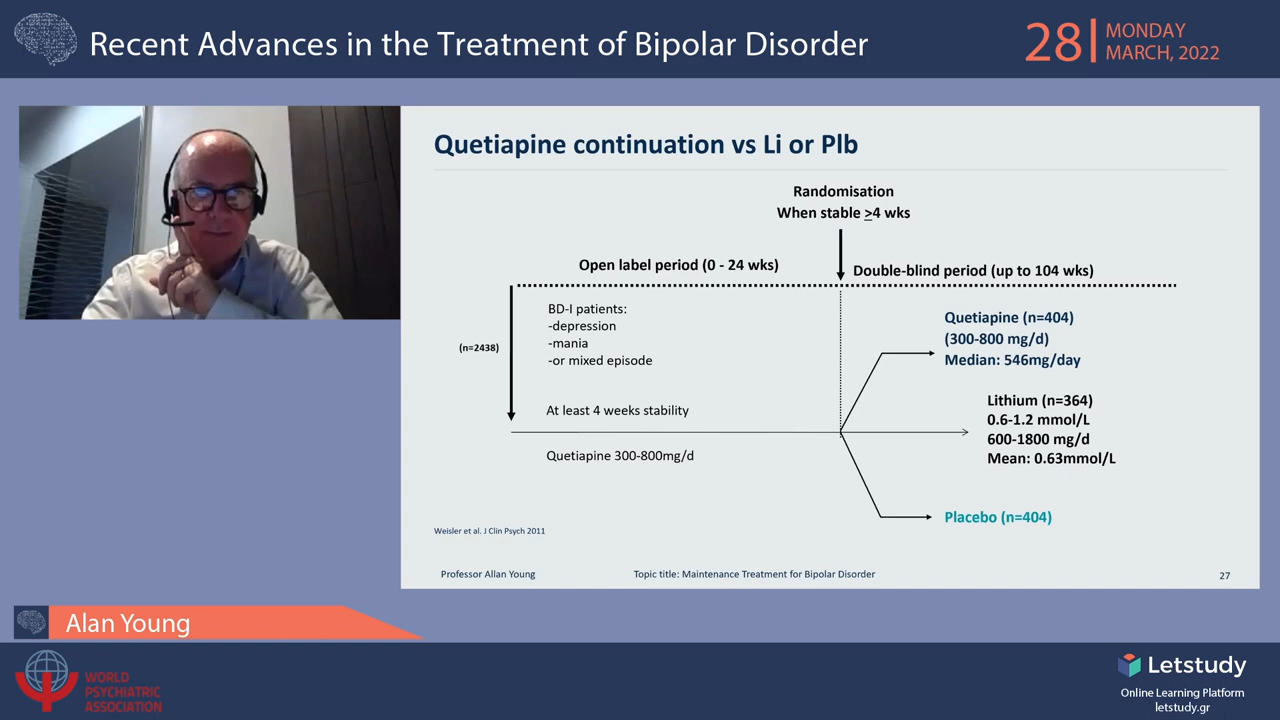 Recent Advances in the Treatment of Bipolar Disorder
28
MONDAY
MARCH, 2022
Quetiapine continuation vs Li or Plb
Randomisation
When stable ≥4 wks
Open label period (0 - 24 wks)
Double-blind period (up to 104 wks)
(n=2438)
BD-I patients:
-depression
-mania
-or mixed episode
At least 4 weeks stability
Quetiapine 300-800mg/d
Quetiapine (n=404)
(300-800 mg/d)
Median: 546mg/day
Lithium (n=364)
0.6-1.2 mmol/L
600-1800 mg/d
Mean: 0.63mmol/L
Placebo (n=404)
Weisler et al. J Clin Psych 2011
Professor Allan Young
Topic title: Maintenance Treatment for Bipolar Disorder
27
Alan Young
WORLD
PSYCHIATRIC
ASSOCIATION
Letstudy
Online Learning Platform
letstudy.gr